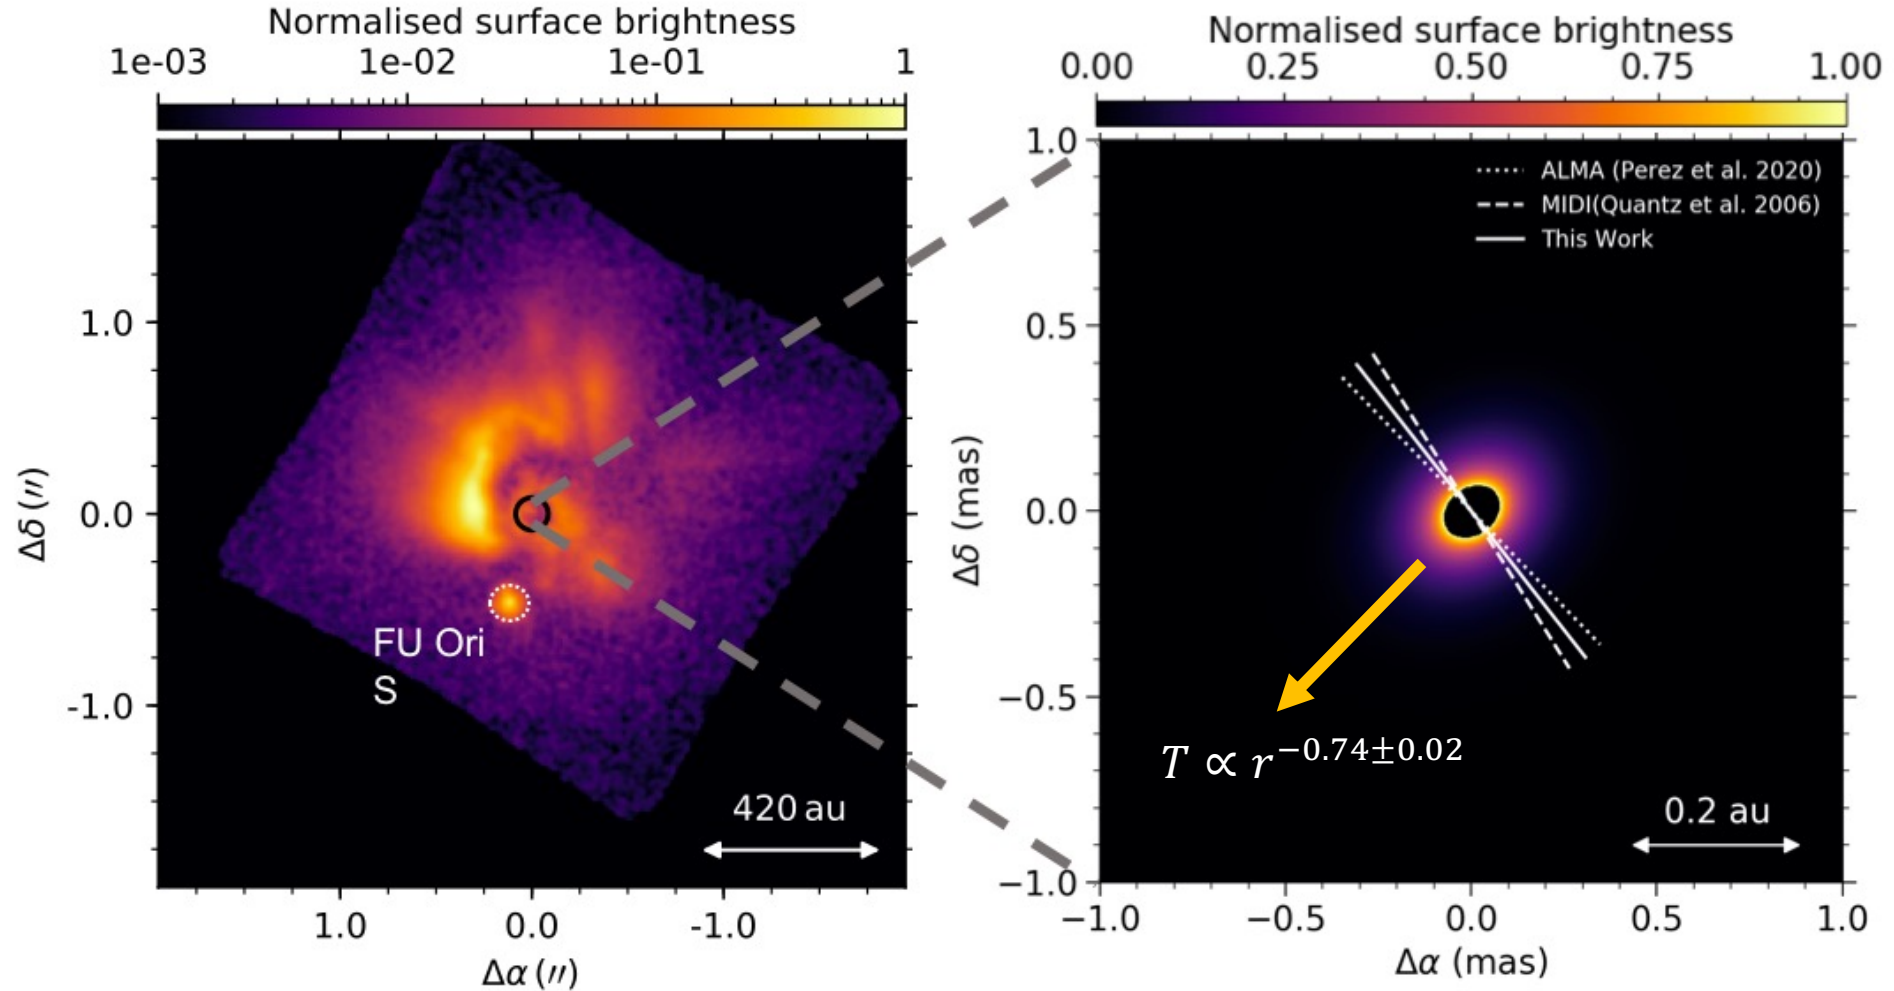 Normalised surface brightness
1e-03 1e-02 1e-01 1
1.0
0.0
-1.0
Δδ (″)
FU Ori
S
420 au
1.0 0.0 -1.0
Δα (″)
Normalised surface brightness
0.00 0.25 0.50 0.75 1.00
1.0
0.5
0.0
−0.5
−1.0
Δδ (mas)
ALMA (Perez et al. 2020)
MIDI(Quantz et al. 2006)
This Work
T ∝ r^−0.74±0.02
0.2 au
−1.0 −0.5 0.0 0.5 1.0
Δα (mas)